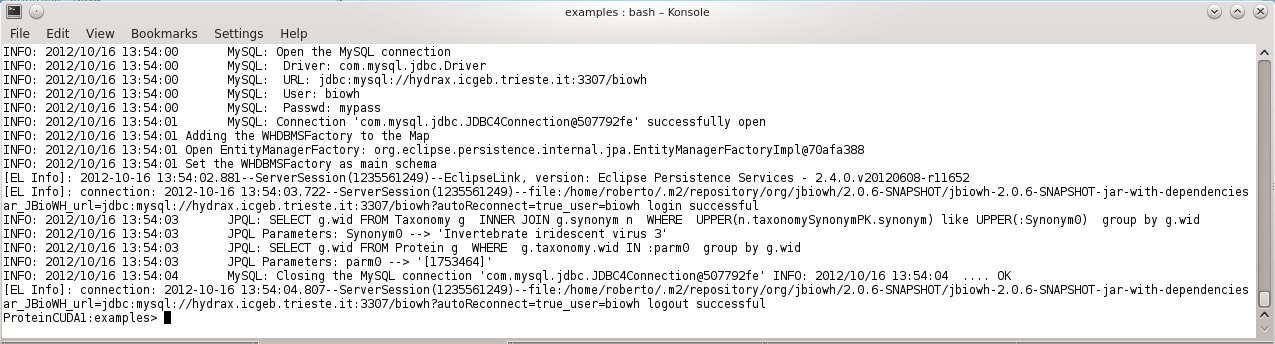 examples : bash – Konsole
File Edit View Bookmarks Settings Help
INFO: 2012/10/16 13:54:00 MySQL: Open the MySQL connection
INFO: 2012/10/16 13:54:00 MySQL: Driver: com.mysql.jdbc.Driver
INFO: 2012/10/16 13:54:00 MySQL: URL: jdbc:mysql://hydrax.icgeb.trieste.it:3307/biowh
INFO: 2012/10/16 13:54:00 MySQL: User: biowh
INFO: 2012/10/16 13:54:00 MySQL: Passwd: mypass
INFO: 2012/10/16 13:54:01 MySQL: Connection 'com.mysql.jdbc.JDBC4Connection@507792fe' successfully open
INFO: 2012/10/16 13:54:01 Adding the WHDBMSFactory to the Map
INFO: 2012/10/16 13:54:01 Open EntityManagerFactory: org.eclipse.persistence.internal.jpa.EntityManagerFactoryImpl@70afa388
INFO: 2012/10/16 13:54:01 Set the WHDBMSFactory as main schema
[EL Info]: 2012-10-16 13:54:02.881--ServerSession(1235561249)--EclipseLink, version: Eclipse Persistence Services - 2.4.0.v20120608-r11652
[EL Info]: connection: 2012-10-16 13:54:03.722--ServerSession(1235561249)--file:/home/roberto/.m2/repository/org/jbiowh/2.0.6-SNAPSHOT/jbiowh-2.0.6-SNAPSHOT-jar-with-dependencies
ar_JBioWH_url=jdbc:mysql://hydrax.icgeb.trieste.it:3307/biowh?autoReconnect=true_user=biowh login successful
INFO: 2012/10/16 13:54:03 JPQL: SELECT g.wid FROM Taxonomy g INNER JOIN g.synonym n WHERE UPPER(n.taxonomySynonymPK.synonym) like UPPER(:Synonym0) group by g.wid
INFO: 2012/10/16 13:54:03 JPQL Parameters: Synonym0 --> 'Invertebrate iridescent virus 3'
INFO: 2012/10/16 13:54:03 JPQL: SELECT g.wid FROM Protein g WHERE g.taxonomy.wid IN :parm0 group by g.wid
INFO: 2012/10/16 13:54:03 JPQL Parameters: parm0 --> '[1753464]'
INFO: 2012/10/16 13:54:04 MySQL: Closing the MySQL connection 'com.mysql.jdbc.JDBC4Connection@507792fe' INFO: 2012/10/16 13:54:04 .... OK
[EL Info]: connection: 2012-10-16 13:54:04.807--ServerSession(1235561249)--file:/home/roberto/.m2/repository/org/jbiowh/2.0.6-SNAPSHOT/jbiowh-2.0.6-SNAPSHOT-jar-with-dependencies
ar_JBioWH_url=jdbc:mysql://hydrax.icgeb.trieste.it:3307/biowh?autoReconnect=true_user=biowh logout successful
ProteinCUDA1:examples>